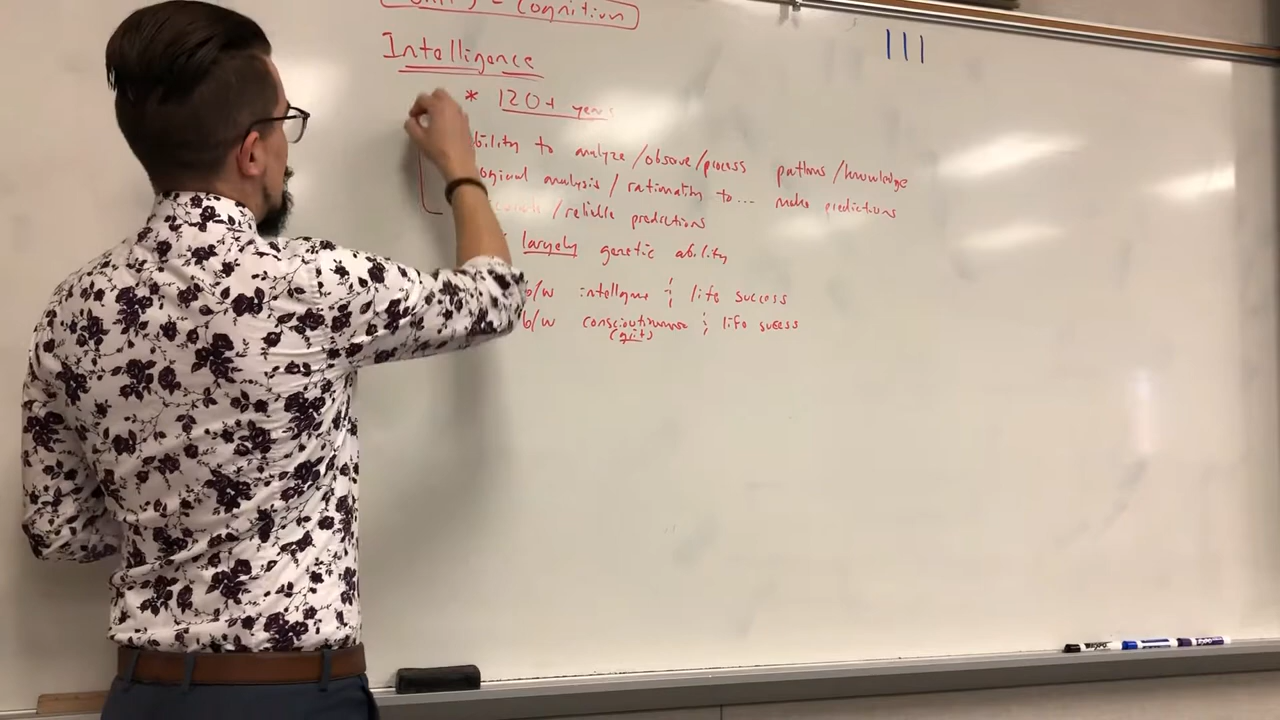 - Cognition
Intelligence
* 120+ years
ability to analyze/observe/process patterns/knowledge
logical analysis/rationality to... make predictions
/reliable predictions
largely genetic ability
b/w intelligence & life success
b/w conscientiousness & life success
(grit)
|||
EXPO